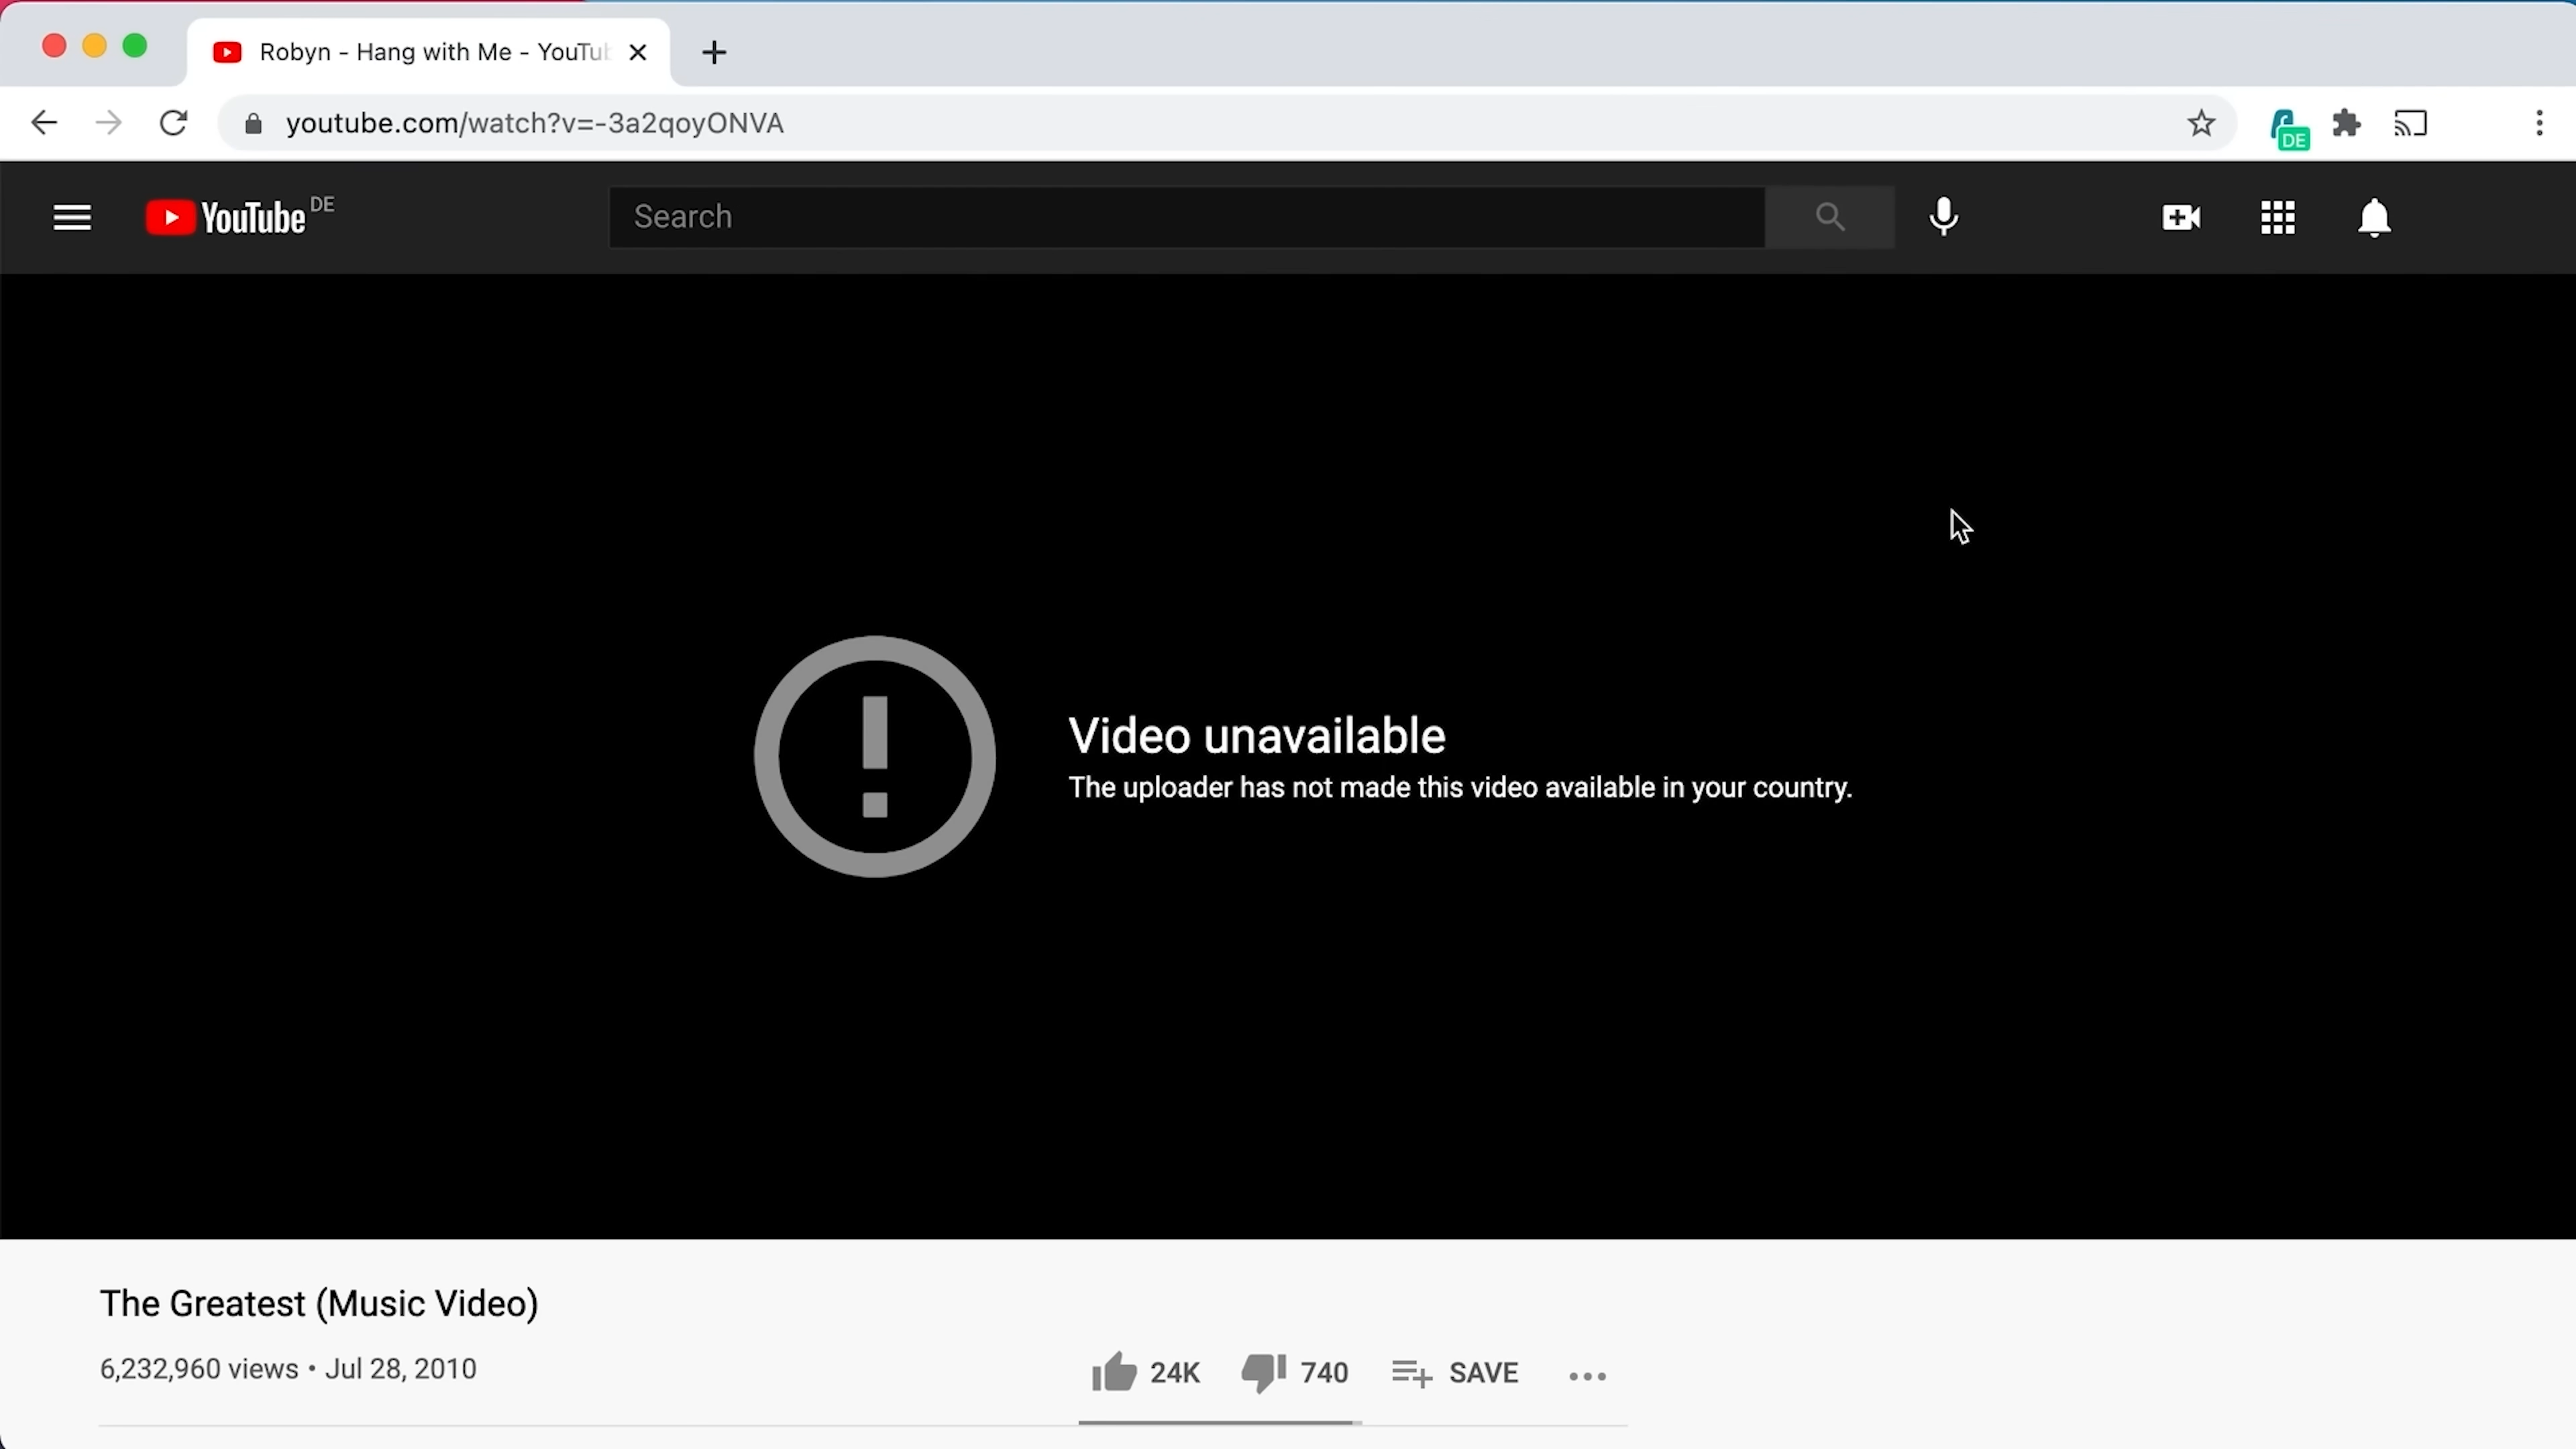 Robyn - Hang with Me - YouTub
youtube.com/watch?v=-3a2qoyONVA
DE
YouTube DE
Search
Video unavailable
The uploader has not made this video available in your country.
The Greatest (Music Video)
6,232,960 views • Jul 28, 2010
24K 740 SAVE